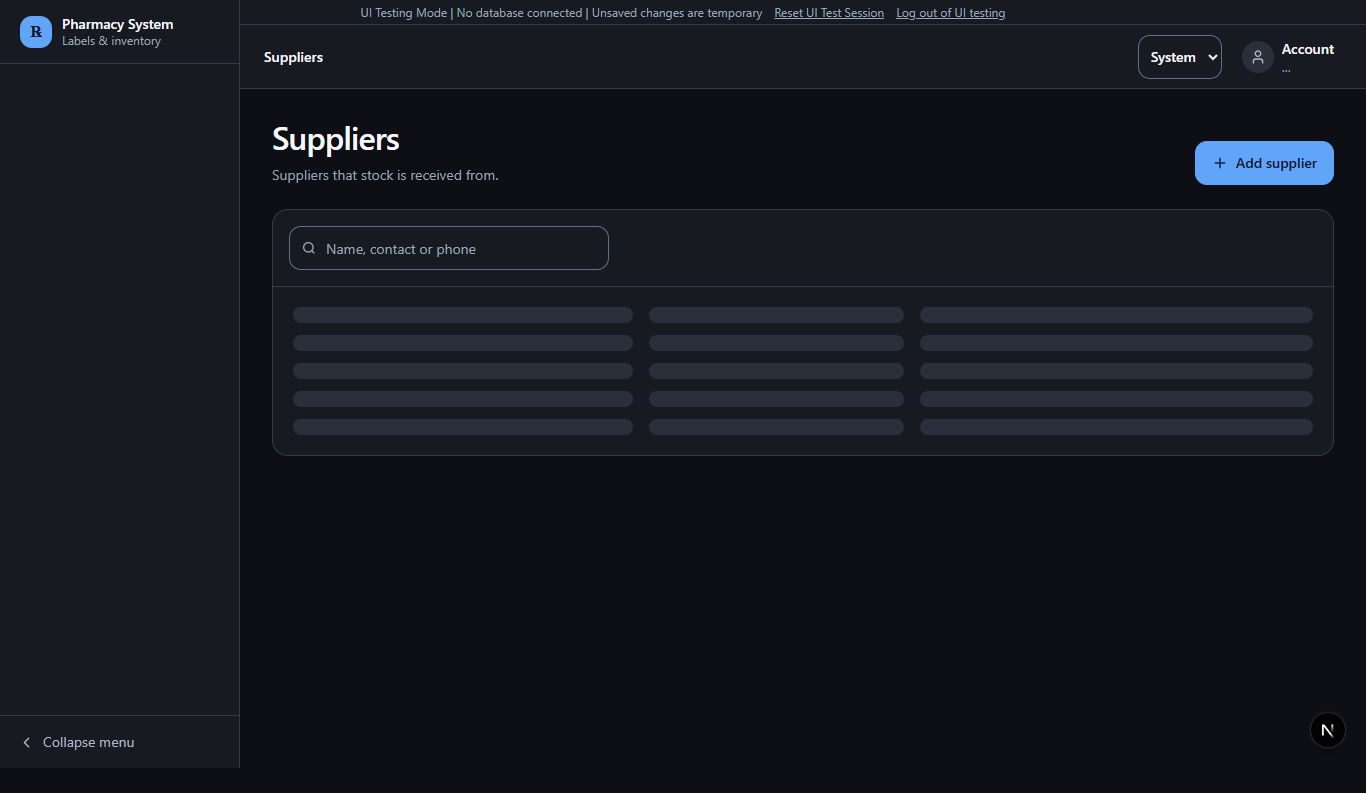 Pharmacy System
Labels & inventory
UI Testing Mode | No database connected | Unsaved changes are temporary Reset UI Test Session Log out of UI testing
Suppliers
System
Account
...
Suppliers
Suppliers that stock is received from.
+ Add supplier
Name, contact or phone
Collapse menu
N